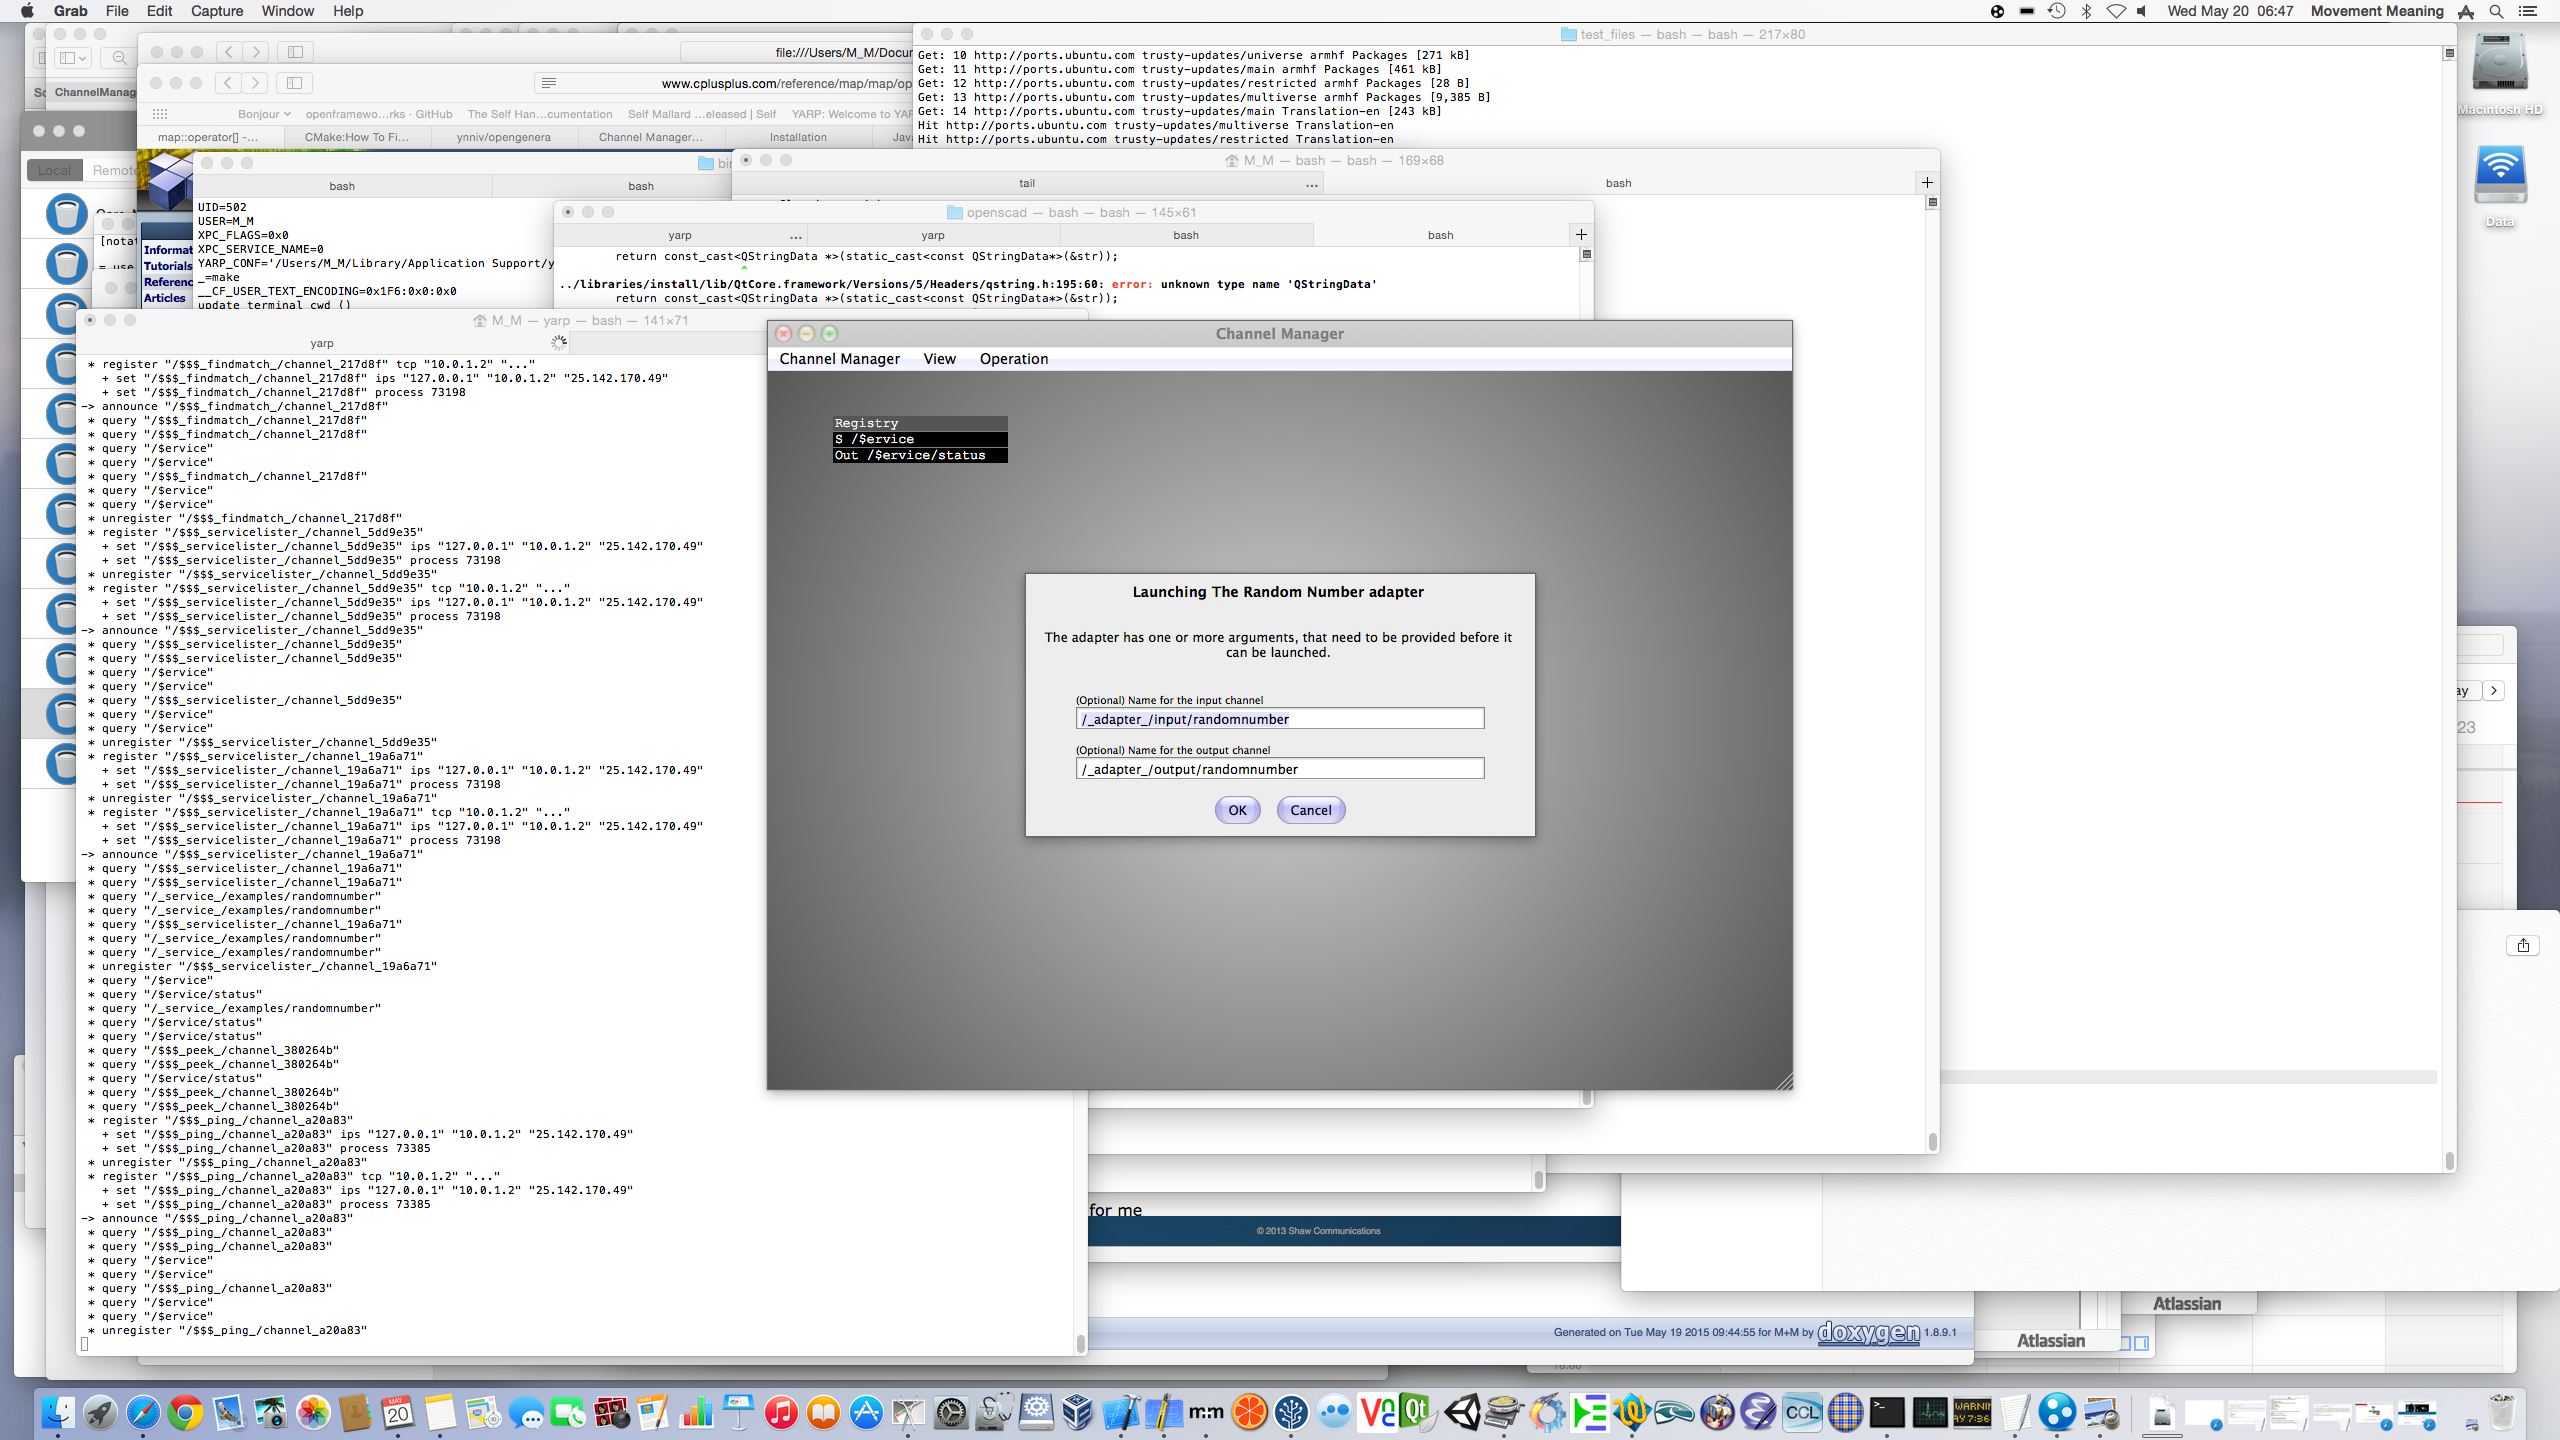 Grab File Edit Capture Window Help
Wed May 20 06:47 Movement Meaning
test_files — bash — bash — 217×80
Get: 10 http://ports.ubuntu.com trusty-updates/universe armhf Packages [271 kB]
Get: 11 http://ports.ubuntu.com trusty-updates/main armhf Packages [461 kB]
Get: 12 http://ports.ubuntu.com trusty-updates/restricted armhf Packages [28 B]
Get: 13 http://ports.ubuntu.com trusty-updates/multiverse armhf Packages [9,385 B]
Get: 14 http://ports.ubuntu.com trusty-updates/main Translation-en [243 kB]
Hit http://ports.ubuntu.com trusty-updates/multiverse Translation-en
Hit http://ports.ubuntu.com trusty-updates/restricted Translation-en
Macintosh HD
Data
file:///Users/M_M/Docu
ChannelManag
www.cplusplus.com/reference/map/map/op
Bonjour openframewo...rks · GitHub The Self Han...cumentation Self Mallard ...eleased | Self YARP: Welcome to YAR
map::operator[] -... CMake:How To Fi... ynniv/opengenera Channel Manager... Installation Jav
Local Remote
bash bash
UID=502
USER=M_M
XPC_FLAGS=0x0
XPC_SERVICE_NAME=0
YARP_CONF='/Users/M_M/Library/Application Support/y
_=make
__CF_USER_TEXT_ENCODING=0x1F6:0x0:0x0
update_terminal_cwd ()
[notat
= use
Informat
Tutorials
Referenc
Articles
M_M — bash — bash — 169×68
tail ... bash
openscad — bash — bash — 145×61
yarp ... yarp bash bash
return const_cast<QStringData *>(static_cast<const QStringData*>(&str));
^
../libraries/install/lib/QtCore.framework/Versions/5/Headers/qstring.h:195:60: error: unknown type name 'QStringData'
return const_cast<QStringData *>(static_cast<const QStringData*>(&str));
M_M — yarp — bash — 141×71
yarp
* register "/$$$_findmatch_/channel_217d8f" tcp "10.0.1.2" "..."
+ set "/$$$_findmatch_/channel_217d8f" ips "127.0.0.1" "10.0.1.2" "25.142.170.49"
+ set "/$$$_findmatch_/channel_217d8f" process 73198
-> announce "/$$$_findmatch_/channel_217d8f"
* query "/$$$_findmatch_/channel_217d8f"
* query "/$$$_findmatch_/channel_217d8f"
* query "/$ervice"
* query "/$ervice"
* query "/$$$_findmatch_/channel_217d8f"
* query "/$ervice"
* query "/$ervice"
* unregister "/$$$_findmatch_/channel_217d8f"
* register "/$$$_servicelister_/channel_5dd9e35"
+ set "/$$$_servicelister_/channel_5dd9e35" ips "127.0.0.1" "10.0.1.2" "25.142.170.49"
+ set "/$$$_servicelister_/channel_5dd9e35" process 73198
* unregister "/$$$_servicelister_/channel_5dd9e35"
* register "/$$$_servicelister_/channel_5dd9e35" tcp "10.0.1.2" "..."
+ set "/$$$_servicelister_/channel_5dd9e35" ips "127.0.0.1" "10.0.1.2" "25.142.170.49"
+ set "/$$$_servicelister_/channel_5dd9e35" process 73198
-> announce "/$$$_servicelister_/channel_5dd9e35"
* query "/$$$_servicelister_/channel_5dd9e35"
* query "/$$$_servicelister_/channel_5dd9e35"
* query "/$ervice"
* query "/$ervice"
* query "/$$$_servicelister_/channel_5dd9e35"
* query "/$ervice"
* query "/$ervice"
* unregister "/$$$_servicelister_/channel_5dd9e35"
* register "/$$$_servicelister_/channel_19a6a71"
+ set "/$$$_servicelister_/channel_19a6a71" ips "127.0.0.1" "10.0.1.2" "25.142.170.49"
+ set "/$$$_servicelister_/channel_19a6a71" process 73198
* unregister "/$$$_servicelister_/channel_19a6a71"
* register "/$$$_servicelister_/channel_19a6a71" tcp "10.0.1.2" "..."
+ set "/$$$_servicelister_/channel_19a6a71" ips "127.0.0.1" "10.0.1.2" "25.142.170.49"
+ set "/$$$_servicelister_/channel_19a6a71" process 73198
-> announce "/$$$_servicelister_/channel_19a6a71"
* query "/$$$_servicelister_/channel_19a6a71"
* query "/$$$_servicelister_/channel_19a6a71"
* query "/_service_/examples/randomnumber"
* query "/_service_/examples/randomnumber"
* query "/$$$_servicelister_/channel_19a6a71"
* query "/_service_/examples/randomnumber"
* query "/_service_/examples/randomnumber"
* unregister "/$$$_servicelister_/channel_19a6a71"
* query "/$ervice"
* query "/$ervice/status"
* query "/_service_/examples/randomnumber"
* query "/$ervice/status"
* query "/$ervice/status"
* query "/$$$_peek_/channel_380264b"
* query "/$$$_peek_/channel_380264b"
* query "/$ervice/status"
* query "/$$$_peek_/channel_380264b"
* query "/$$$_peek_/channel_380264b"
* register "/$$$_ping_/channel_a20a83"
+ set "/$$$_ping_/channel_a20a83" ips "127.0.0.1" "10.0.1.2" "25.142.170.49"
+ set "/$$$_ping_/channel_a20a83" process 73385
* unregister "/$$$_ping_/channel_a20a83"
* register "/$$$_ping_/channel_a20a83" tcp "10.0.1.2" "..."
+ set "/$$$_ping_/channel_a20a83" ips "127.0.0.1" "10.0.1.2" "25.142.170.49"
+ set "/$$$_ping_/channel_a20a83" process 73385
-> announce "/$$$_ping_/channel_a20a83"
* query "/$$$_ping_/channel_a20a83"
* query "/$$$_ping_/channel_a20a83"
* query "/$ervice"
* query "/$ervice"
* query "/$$$_ping_/channel_a20a83"
* query "/$ervice"
* query "/$ervice"
* unregister "/$$$_ping_/channel_a20a83"
Channel Manager
Channel Manager View Operation
Registry
S /$ervice
Out /$ervice/status
Launching The Random Number adapter
The adapter has one or more arguments, that need to be provided before it
can be launched.
(Optional) Name for the input channel
/_adapter_/input/randomnumber
(Optional) Name for the output channel
/_adapter_/output/randomnumber
OK Cancel
ay
23
for me
© 2013 Shaw Communications
Generated on Tue May 19 2015 09:44:55 for M+M by doxygen 1.8.9.1
Atlassian
Atlassian
MAY
20
m:m
CCL
Qt